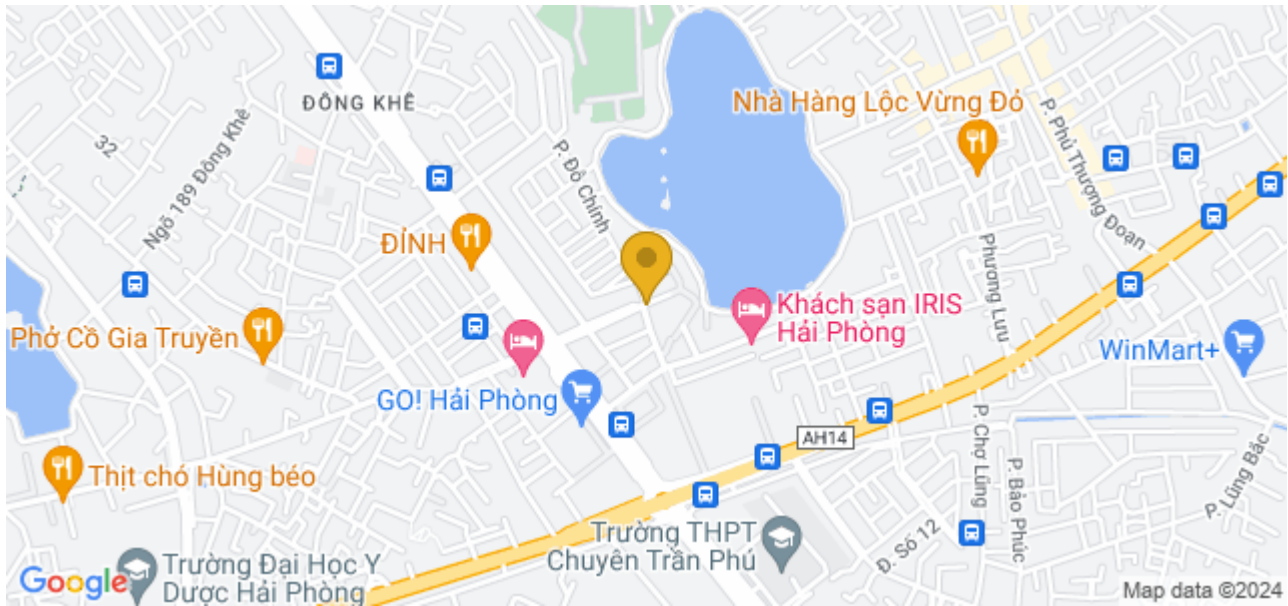 ĐÔNG KHÊ
32
Ngõ 189 Đông Khê
P. Đỗ Chính
Nhà Hàng Lộc Vừng Đỏ
P. Phủ Thượng Đoạn
ĐỈNH
Phương Lưu
Khách sạn IRIS
Hải Phòng
Phở Cồ Gia Truyền
WinMart+
GO! Hải Phòng
AH14
P. Chợ Lũng
P. Bảo Phúc
P. Lũng Bắc
Thịt chó Hùng béo
Trường THPT
Chuyên Trần Phú
Đ. Số 12
Trường Đại Học Y
Dược Hải Phòng
Google
Map data ©2024